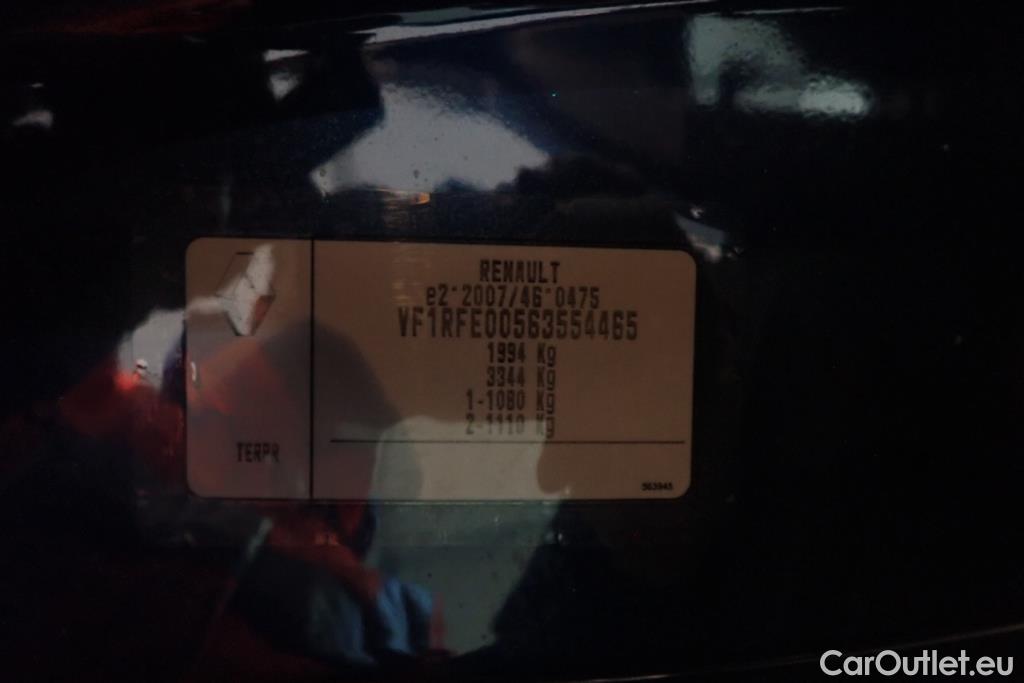 RENAULT
e2*2007/46*0475
VF1RFE00563554465
1994 Kg
3344 Kg
1-1080 Kg
2-1110 Kg
TERPR
563945
CarOutlet.eu